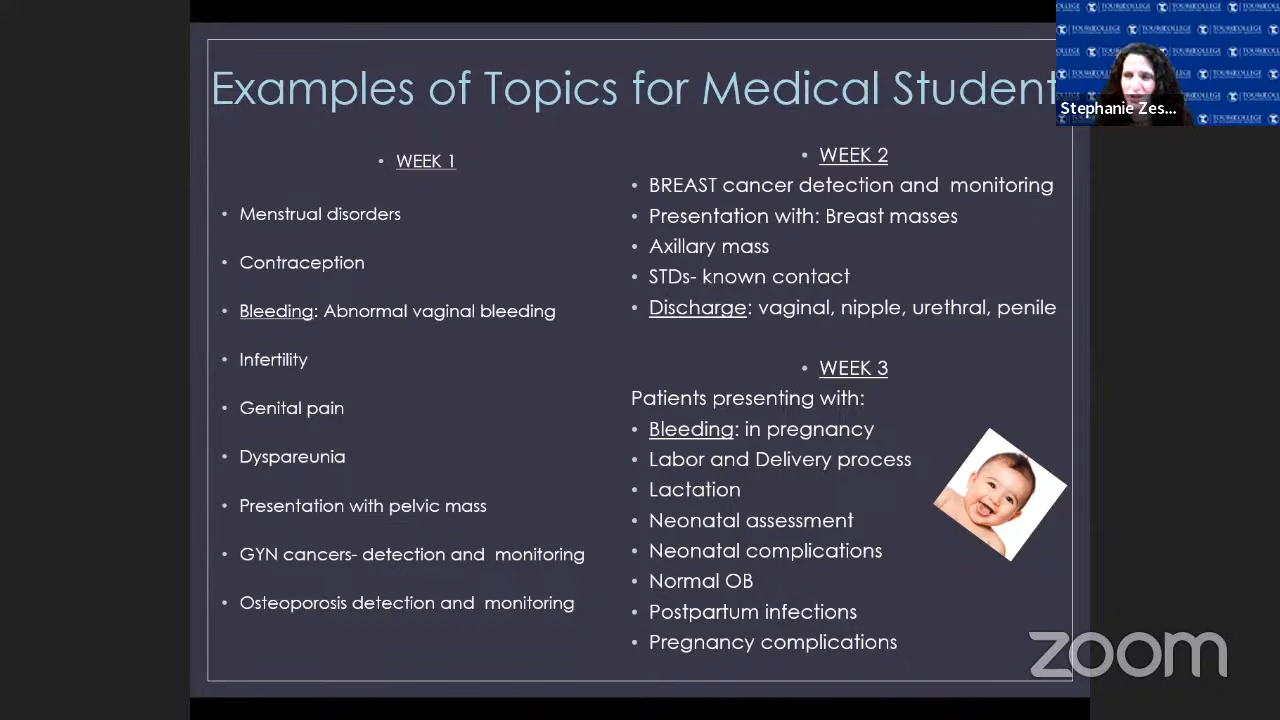 Examples of Topics for Medical Student
WEEK 1
Menstrual disorders
Contraception
Bleeding: Abnormal vaginal bleeding
Infertility
Genital pain
Dyspareunia
Presentation with pelvic mass
GYN cancers- detection and monitoring
Osteoporosis detection and monitoring
WEEK 2
BREAST cancer detection and monitoring
Presentation with: Breast masses
Axillary mass
STDs- known contact
Discharge: vaginal, nipple, urethral, penile
WEEK 3
Patients presenting with:
Bleeding: in pregnancy
Labor and Delivery process
Lactation
Neonatal assessment
Neonatal complications
Normal OB
Postpartum infections
Pregnancy complications
Stephanie Zes...
zoom